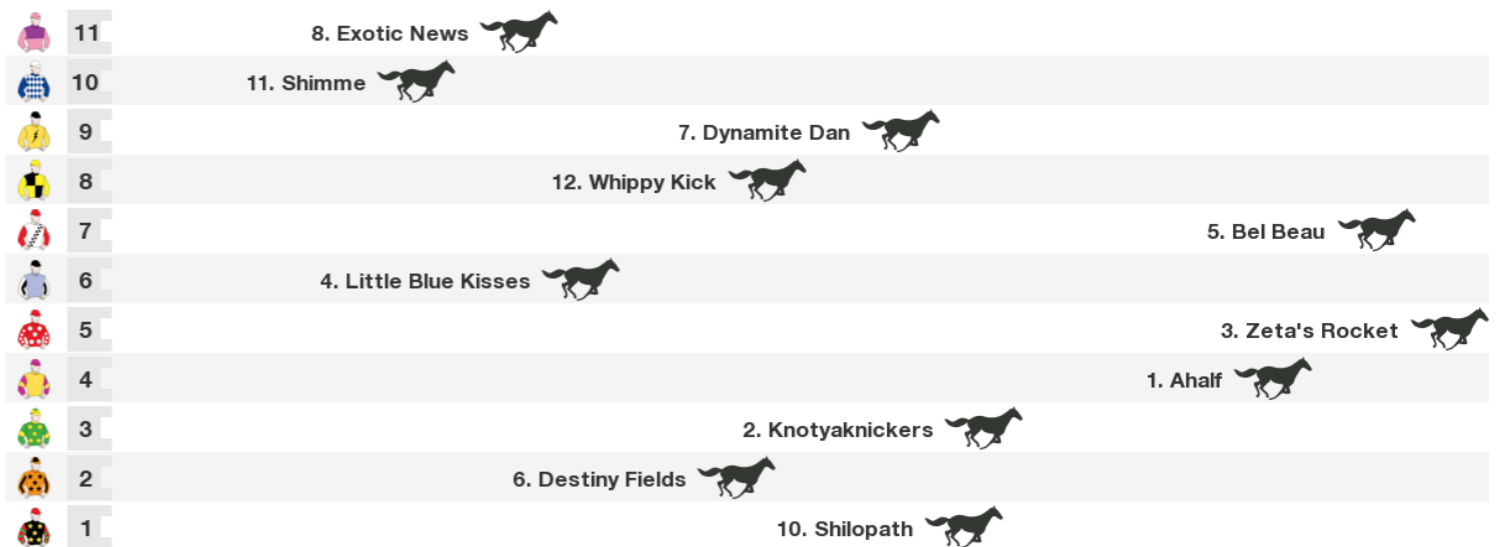 11 8. Exotic News
10 11. Shimme
9 7. Dynamite Dan
8 12. Whippy Kick
7 5. Bel Beau
6 4. Little Blue Kisses
5 3. Zeta's Rocket
4 1. Ahalf
3 2. Knotyaknickers
2 6. Destiny Fields
1 10. Shilopath